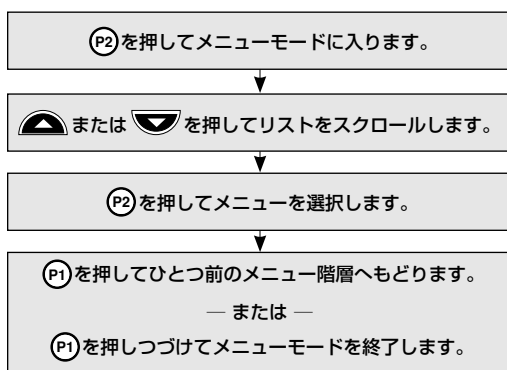 P2を押してメニューモードに入ります。
または を押してリストをスクロールします。
P2を押してメニューを選択します。
P1を押してひとつ前のメニュー階層へもどります。
— または —
P1を押しつづけてメニューモードを終了します。